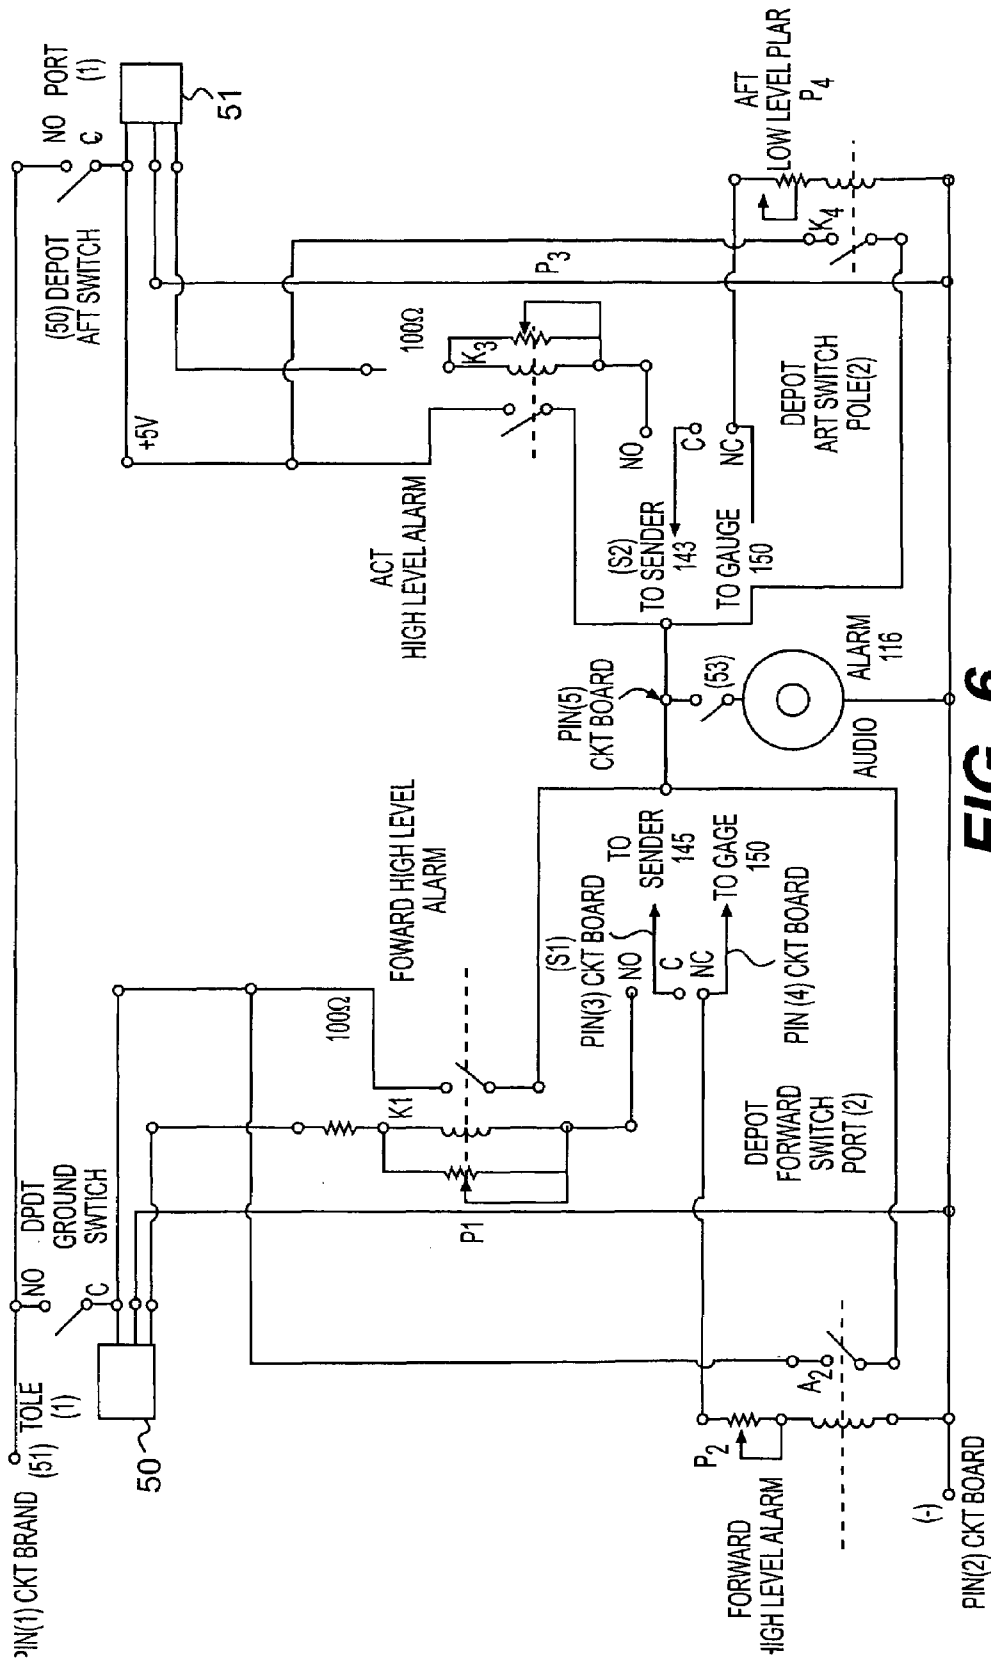 PIN(1) CKT BRAND
(51)
TOLE
(1)
50
NO
DPDT
GROUND
SWTICH
C
100Ω
K1
P1
FOWARD HIGH LEVEL
ALARM
(50) DEPOT
AFT SWITCH
NO
C
PORT
(1)
51
+5V
ACT
HIGH LEVEL ALARM
100Ω
K3
P3
NO
(S2)
TO SENDER
143
C
NC
TO GAUGE
150
DEPOT
ART SWITCH
POLE(2)
K4
AFT
LOW LEVEL PLAR
P4
PIN(5)
CKT BOARD
(53)
AUDIO
ALARM
116
(S1)
PIN(3) CKT BOARD
NO
TO
SENDER
145
C
NC
TO GAGE
150
PIN (4) CKT BOARD
DEPOT
FORWARD
SWITCH
PORT (2)
A2
P2
FORWARD
HIGH LEVEL ALARM
(-)
PIN(2) CKT BOARD
FIG. 6